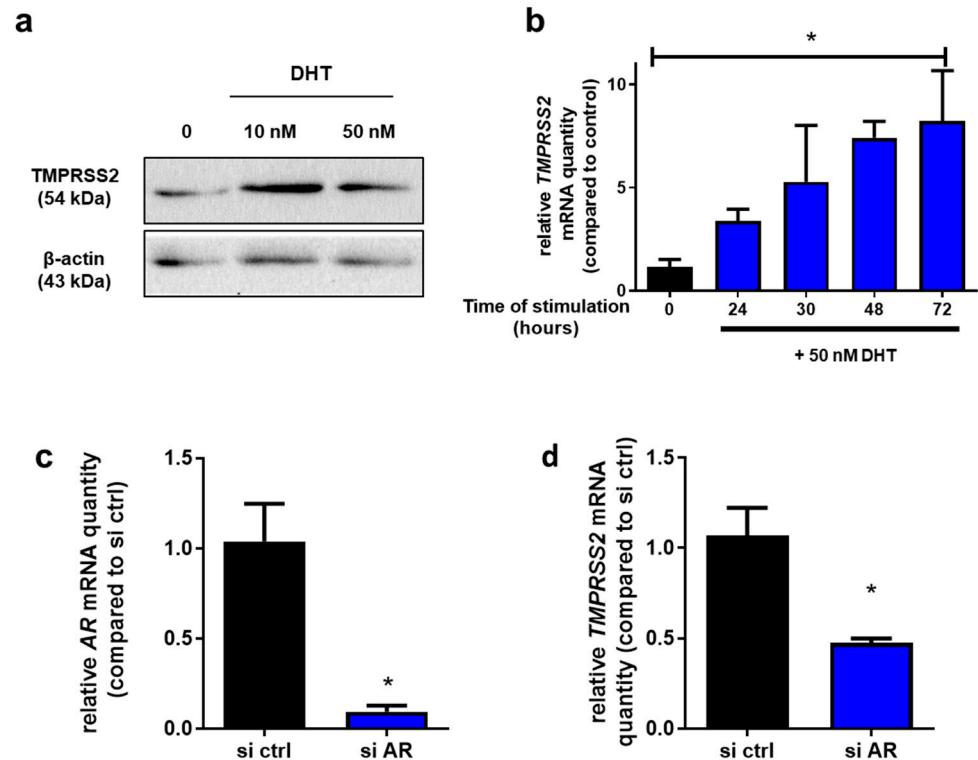 a
DHT
0 10 nM 50 nM
TMPRSS2
(54 kDa)
β-actin
(43 kDa)
b
*
relative TMPRSS2
mRNA quantity
(compared to control)
10
5
0
Time of stimulation
(hours)
0 24 30 48 72
+ 50 nM DHT
c
relative AR mRNA quantity
(compared to si ctrl)
1.5
1.0
0.5
0.0
*
si ctrl si AR
d
relative TMPRSS2 mRNA
quantity (compared to si ctrl)
1.5
1.0
0.5
0.0
*
si ctrl si AR